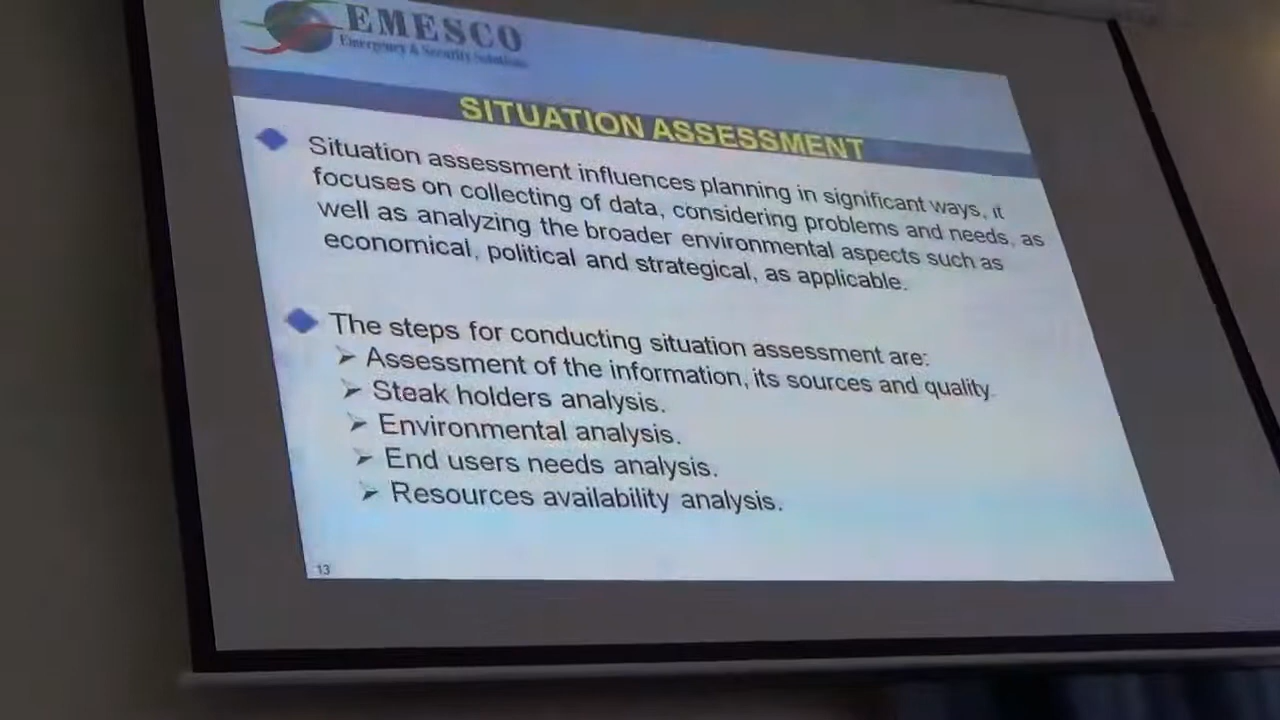 EMESCO
Emergency & Security Solutions
SITUATION ASSESSMENT
Situation assessment influences planning in significant ways, it
focuses on collecting of data, considering problems and needs, as
well as analyzing the broader environmental aspects such as
economical, political and strategical, as applicable.
The steps for conducting situation assessment are:
Assessment of the information, its sources and quality.
Steak holders analysis.
Environmental analysis.
End users needs analysis.
Resources availability analysis.
13